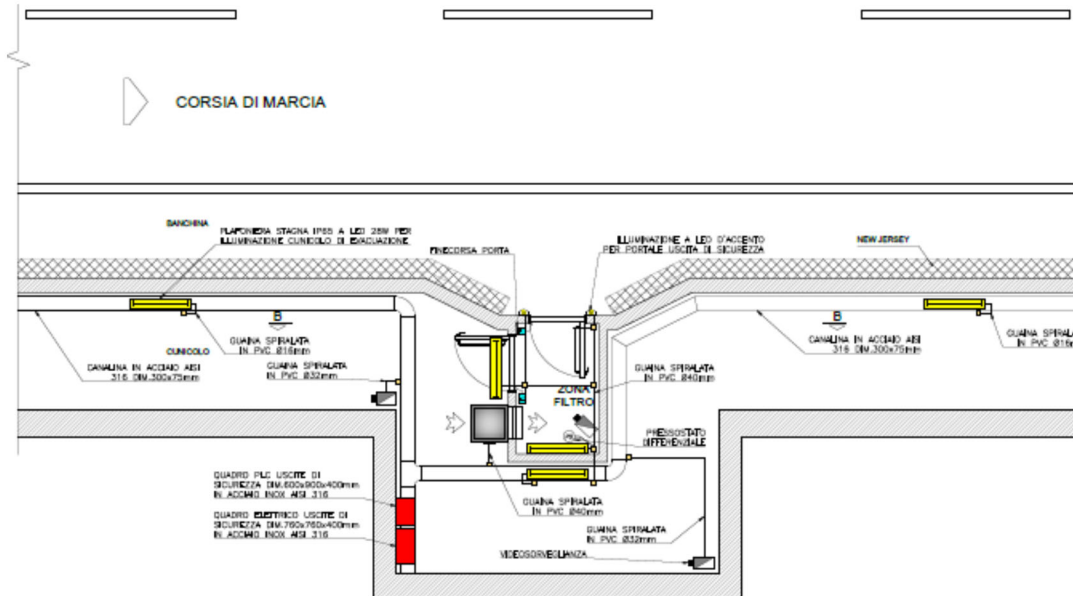 CORSIA DI MARCIA
BANCHINA
PLAFONIERA STAGNA IP65 A LED 28W PER
ILLUMINAZIONE CUNICOLO DI EVACUAZIONE
FINECORSA PORTA
ILLUMINAZIONE A LED D'ACCENTO
PER PORTALE USCITA DI SICUREZZA
NEW JERSEY
B
B
GUAINA SPIRALATA
IN PVC Ø16mm
CUNICOLO
CANALINA IN ACCIAIO AISI
316 DIM.300x75mm
GUAINA SPIRALATA
IN PVC Ø32mm
CANALINA IN ACCIAIO AISI
316 DIM.300x75mm
GUAINA SPIRALA
IN PVC Ø16m
GUAINA SPIRALATA
IN PVC Ø40mm
ZONA
FILTRO
PRESSOSTATO
DIFFERENZIALE
QUADRO PLC USCITE DI
SICUREZZA DIM.600x900x400mm
IN ACCIAIO INOX AISI 316
QUADRO ELETTRICO USCITE DI
SICUREZZA DIM.760x760x400mm
IN ACCIAIO INOX AISI 316
GUAINA SPIRALATA
IN PVC Ø40mm
GUAINA SPIRALATA
IN PVC Ø32mm
VIDEOSORVEGLIANZA